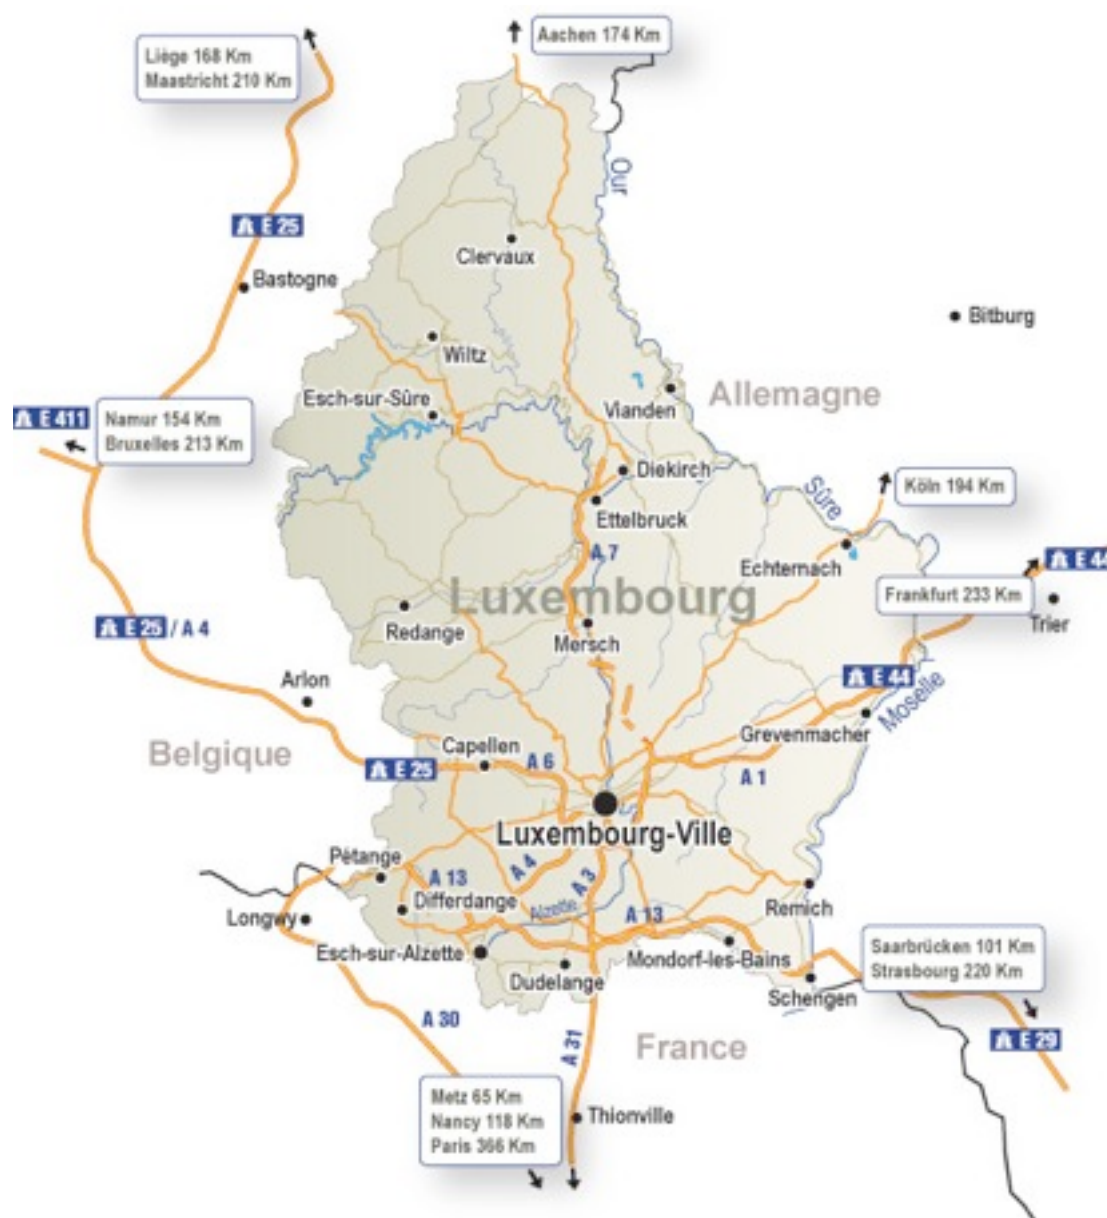 Aachen 174 Km
Liège 168 Km
Maastricht 210 Km
Our
E 25
Clervaux
Bastogne
Bitburg
Wiltz
Allemagne
Esch-sur-Sûre
Vianden
E 411
Namur 154 Km
Bruxelles 213 Km
Diekirch
Sûre
Köln 194 Km
Ettelbruck
A 7
Echternach
E 44
Luxembourg
Frankfurt 233 Km
Redange
Trier
E 25 / A 4
Mersch
Arlon
E 44
Moselle
Grevenmacher
Belgique
Capellen
E 25
A 6
A 1
Luxembourg-Ville
Pétange
A 4
A 3
A 13
Differdange
Alzette
A 13
Remich
Longwy
Esch-sur-Alzette
Mondorf-les-Bains
Saarbrücken 101 Km
Strasbourg 220 Km
Dudelange
Schengen
A 30
A 31
France
E 29
Metz 65 Km
Nancy 118 Km
Paris 366 Km
Thionville